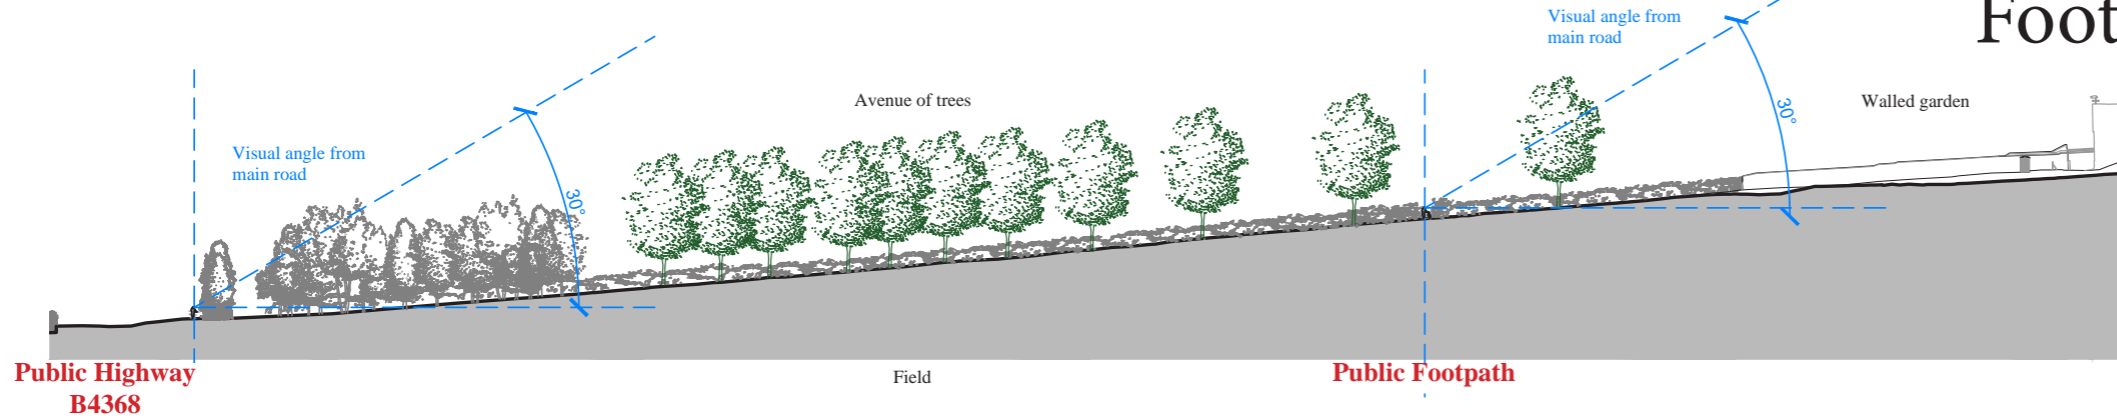 Foot
Visual angle from
main road
Avenue of trees
Walled garden
30°
Visual angle from
main road
30°
Public Highway
B4368
Field
Public Footpath